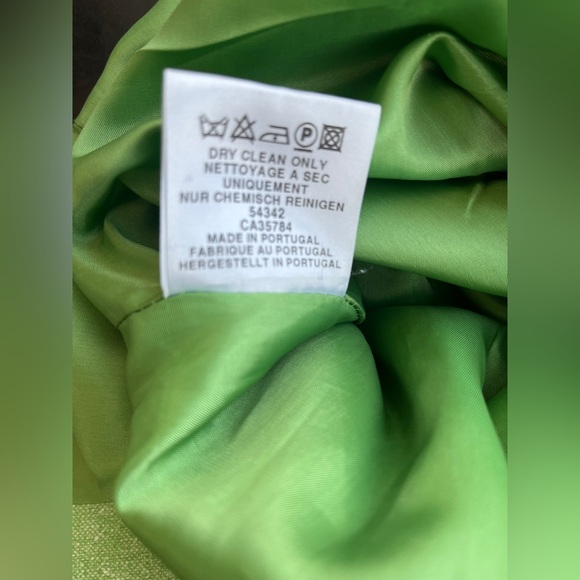 P
DRY CLEAN ONLY
NETTOYAGE A SEC
UNIQUEMENT
NUR CHEMISCH REINIGEN
54342
CA35784
MADE IN PORTUGAL
FABRIQUE AU PORTUGAL
HERGESTELLT IN PORTUGAL